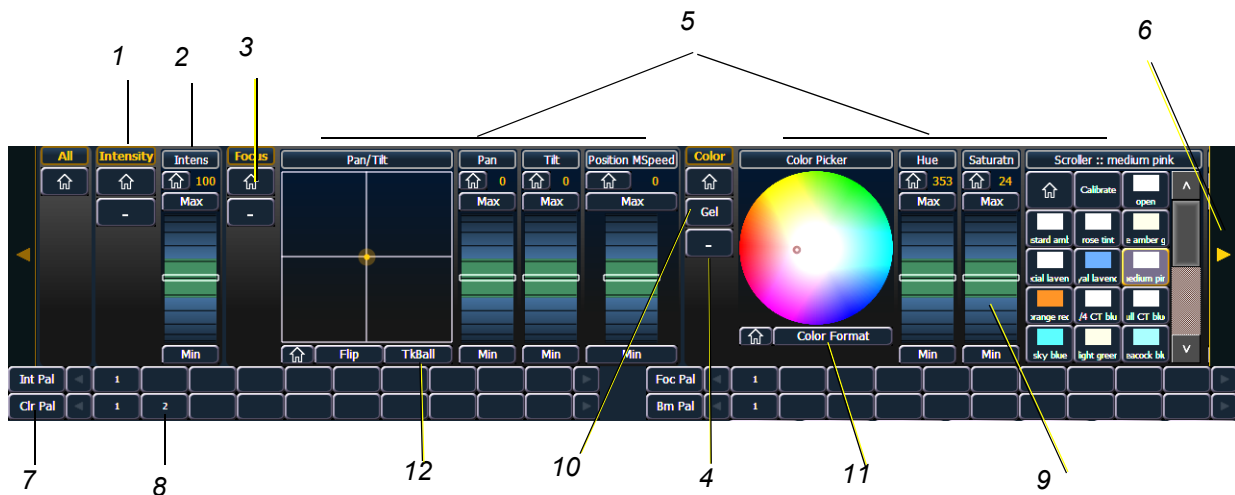 1 2 3 5 6
All Intensity Intens Focus Pan/Tilt Pan Tilt Position MSpeed Color Color Picker Hue Saturatn Scroller :: medium pink
100 0 0 0 353 24 Calibrate open
- Max - Max Max Max Gel Max Max
stard amb rose tint e amber g
-
cial laven yal lavenc medium pin
orange rec /4 CT blu ull CT blu
Color Format
Min Flip TkBall Min Min Min Min Min sky blue light greer eacock bl
Int Pal 1 Foc Pal 1
Clr Pal 1 2 Bm Pal 1
7 8 12 10 4 11 9